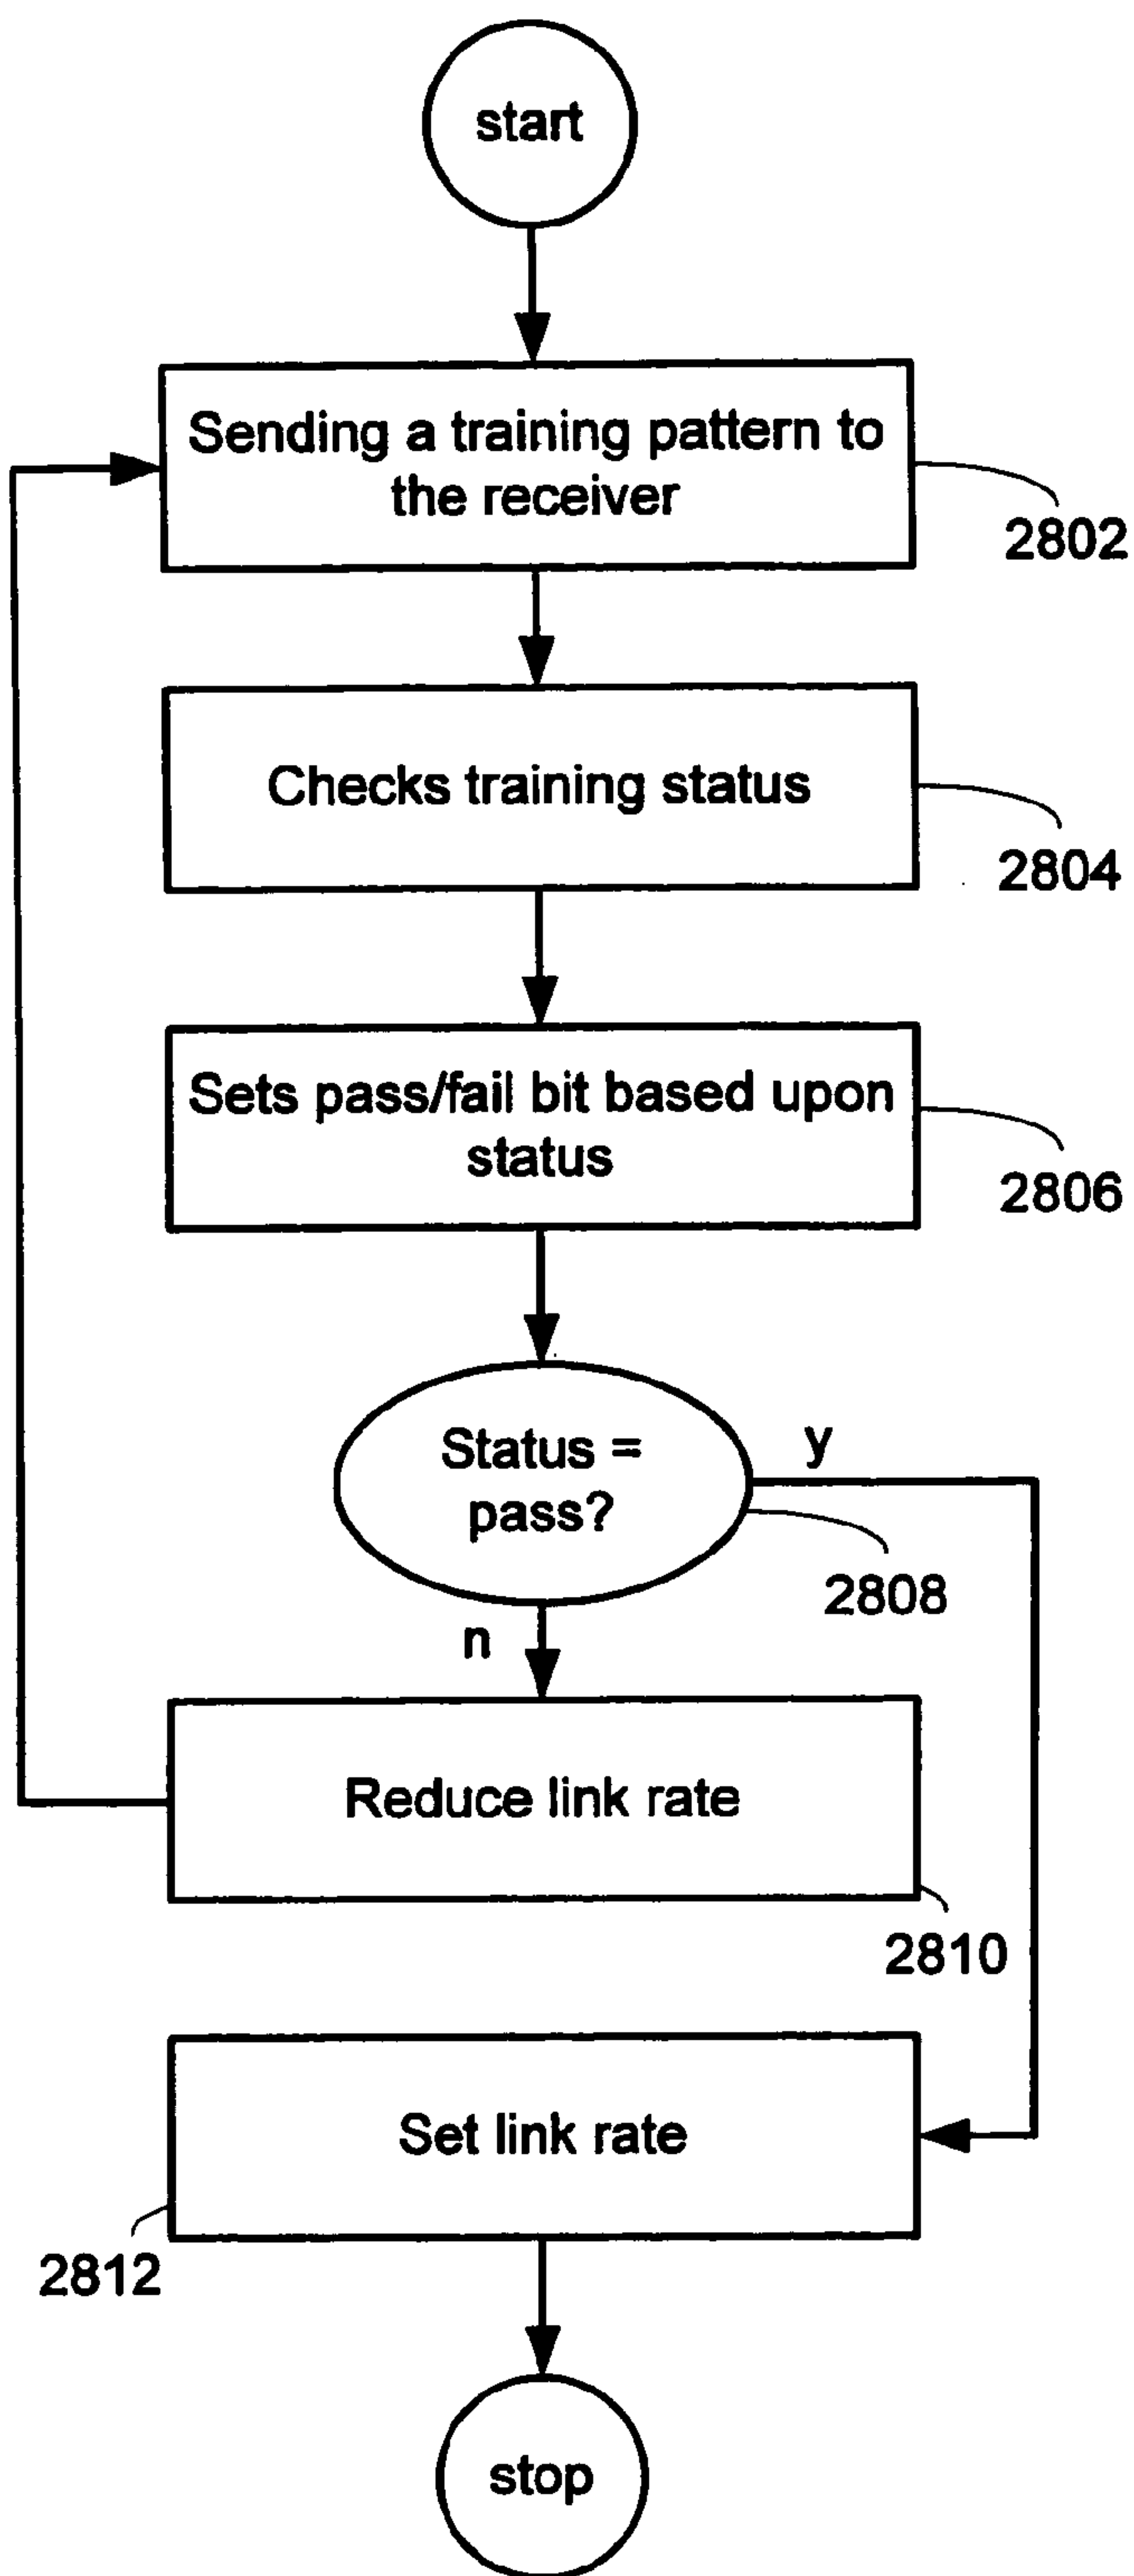 start
Sending a training pattern to
the receiver
2802
Checks training status
2804
Sets pass/fail bit based upon
status
2806
Status =
pass?
y
2808
n
Reduce link rate
2810
Set link rate
2812
stop